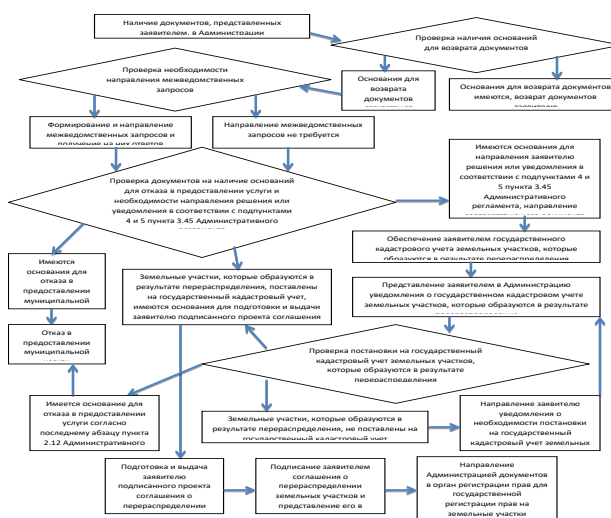 Наличие документов, представленных
заявителем. в Администрации
Проверка наличия оснований
для возврата документов
Проверка необходимости
направления межведомственных
запросов
Основания для
возврата
документов
Основания для возврата документов
имеются, возврат документов
Формирование и направление
межведомственных запросов и
получение на них ответов
Направление межведомственных
запросов не требуется
Имеются основания для
направления заявителю
решения или уведомления в
соответствии с подпунктами 4 и
5 пункта 3.45
Административного
регламента, направление
Проверка документов на наличие оснований
для отказа в предоставлении услуги и
необходимости направления решения или
уведомления в соответствии с подпунктами
4 и 5 пункта 3.45 Административного
Обеспечение заявителем государственного
кадастрового учета земельных участков,
которые образуются в результате перераспределения
Имеются
основания для
отказа в
предоставлении
муниципальной
Земельные участки, которые образуются в
результате перераспределения, поставлены
на государственный кадастровый учет,
имеются основания для подготовки и выдачи
заявителю подписанного проекта соглашения
Представление заявителем в Администрацию
уведомления о государственном кадастровом учете
земельных участков, которые образуются в результате
Отказ в
предоставлении
муниципальной
Проверка постановки на государственный
кадастровый учет земельных участков,
которые образуются в результате
перераспределения
Имеется основание для
отказа в предоставлении
услуги согласно
последнему абзацу пункта
2.12 Административного
Земельные участки, которые образуются в
результате перераспределения, не поставлены на
государственный кадастровый учет
Направление заявителю
уведомления о
необходимости постановки
на государственный
кадастровый учет земельных
Подготовка и выдача
заявителю
подписанного проекта
соглашения о
перераспределении
Подписание заявителем
соглашения о
перераспределении
земельных участков и
представление его в
Направление
Администрацией документов
в орган регистрации прав для
государственной
регистрации прав на
земельные участки